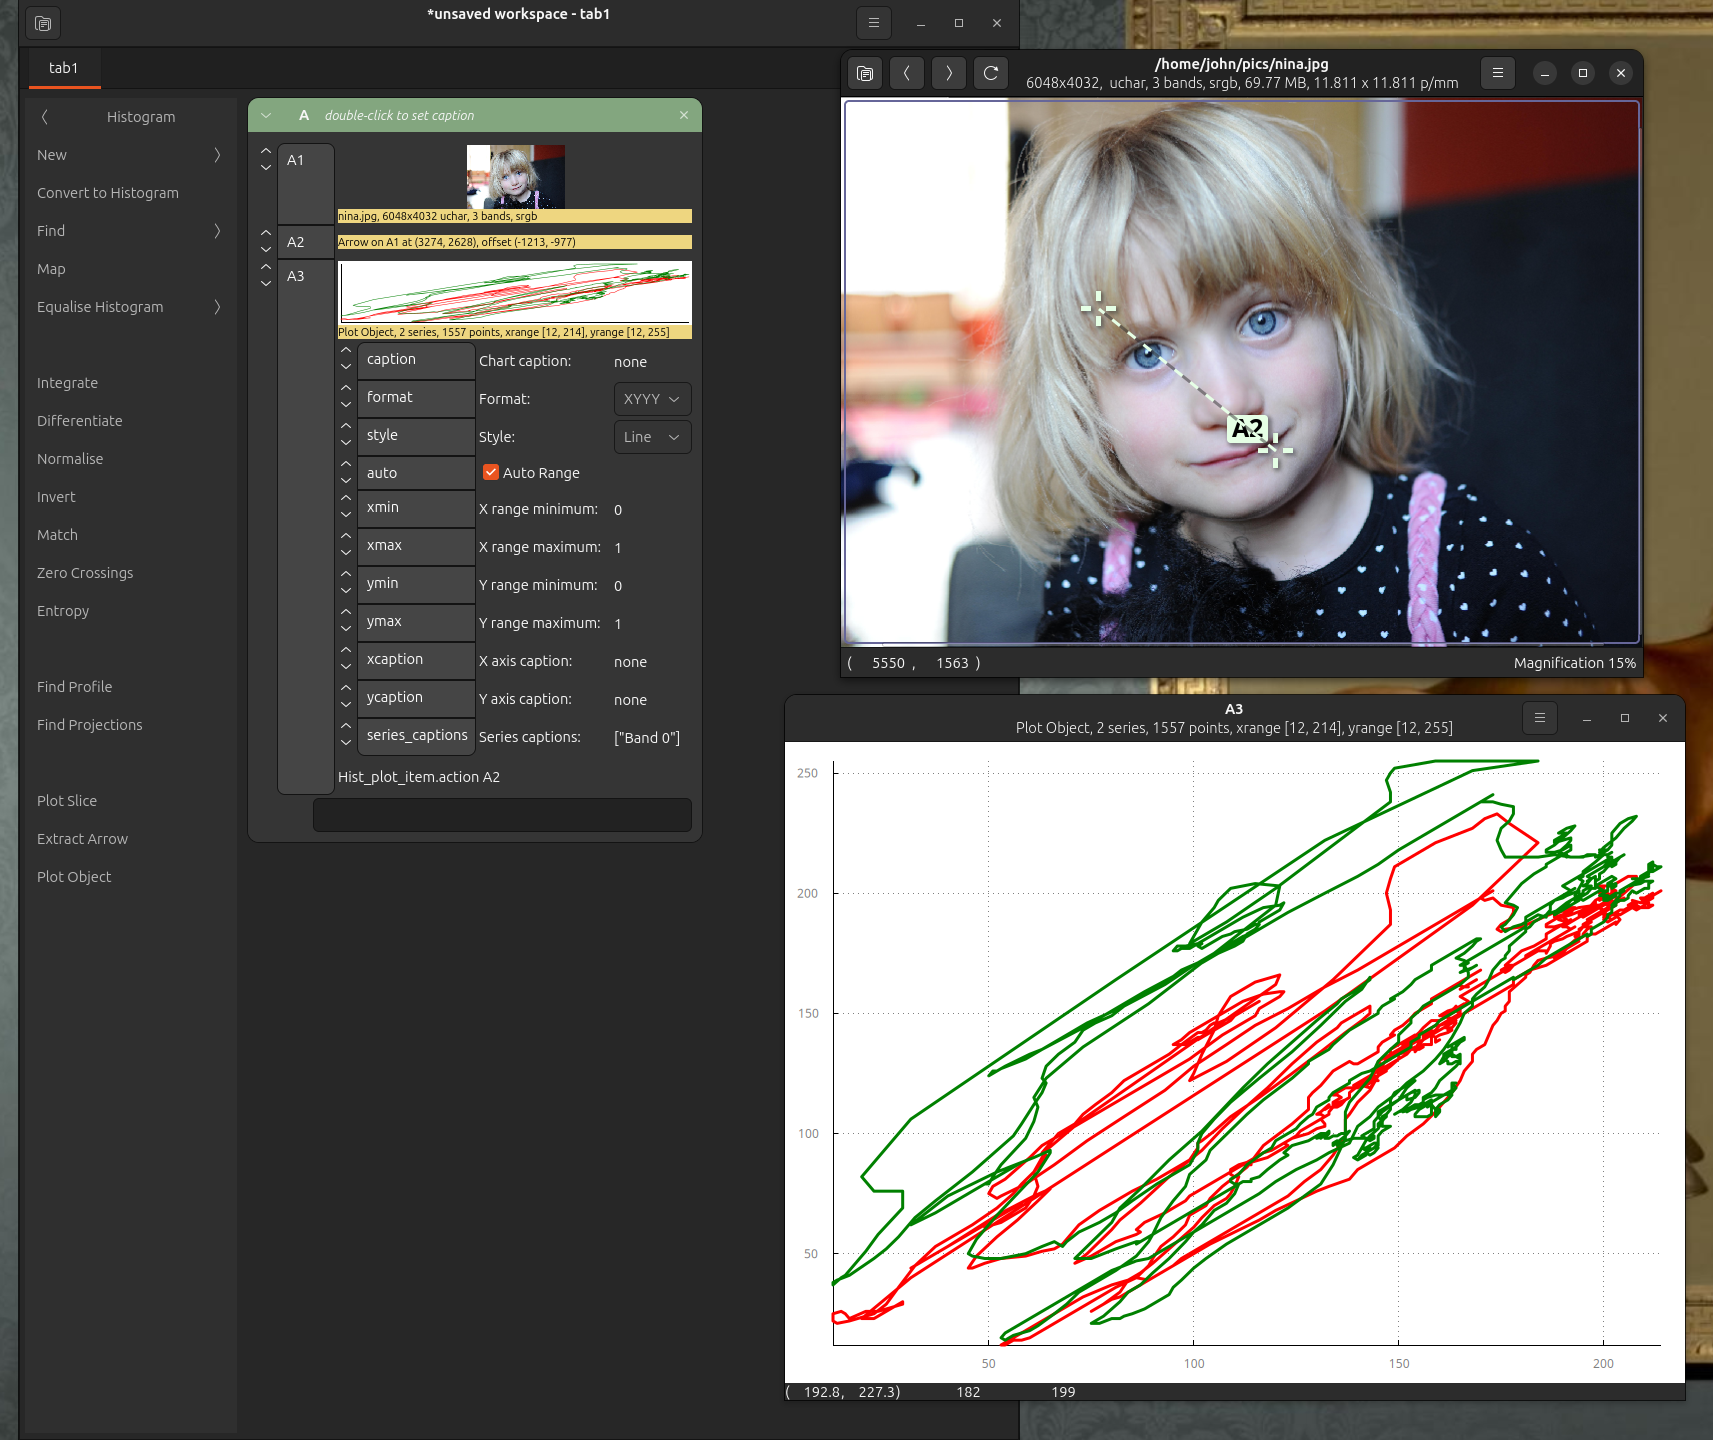 *unsaved workspace - tab1
tab1
Histogram
New
Convert to Histogram
Find
Map
Equalise Histogram
Integrate
Differentiate
Normalise
Invert
Match
Zero Crossings
Entropy
Find Profile
Find Projections
Plot Slice
Extract Arrow
Plot Object
A double-click to set caption
A1
nina.jpg, 6048x4032 uchar, 3 bands, srgb
A2 Arrow on A1 at (3274, 2628), offset (-1213, -977)
A3
Plot Object, 2 series, 1557 points, xrange [12, 214], yrange [12, 255]
caption Chart caption: none
format Format: XYYY
style Style: Line
auto Auto Range
xmin X range minimum: 0
xmax X range maximum: 1
ymin Y range minimum: 0
ymax Y range maximum: 1
xcaption X axis caption: none
ycaption Y axis caption: none
series_captions Series captions: ["Band 0"]
Hist_plot_item.action A2
/home/john/pics/nina.jpg
6048x4032, uchar, 3 bands, srgb, 69.77 MB, 11.811 x 11.811 p/mm
A2
( 5550 , 1563 ) Magnification 15%
A3
Plot Object, 2 series, 1557 points, xrange [12, 214], yrange [12, 255]
250
200
150
100
50
50 100 150 200
( 192.8, 227.3) 182 199